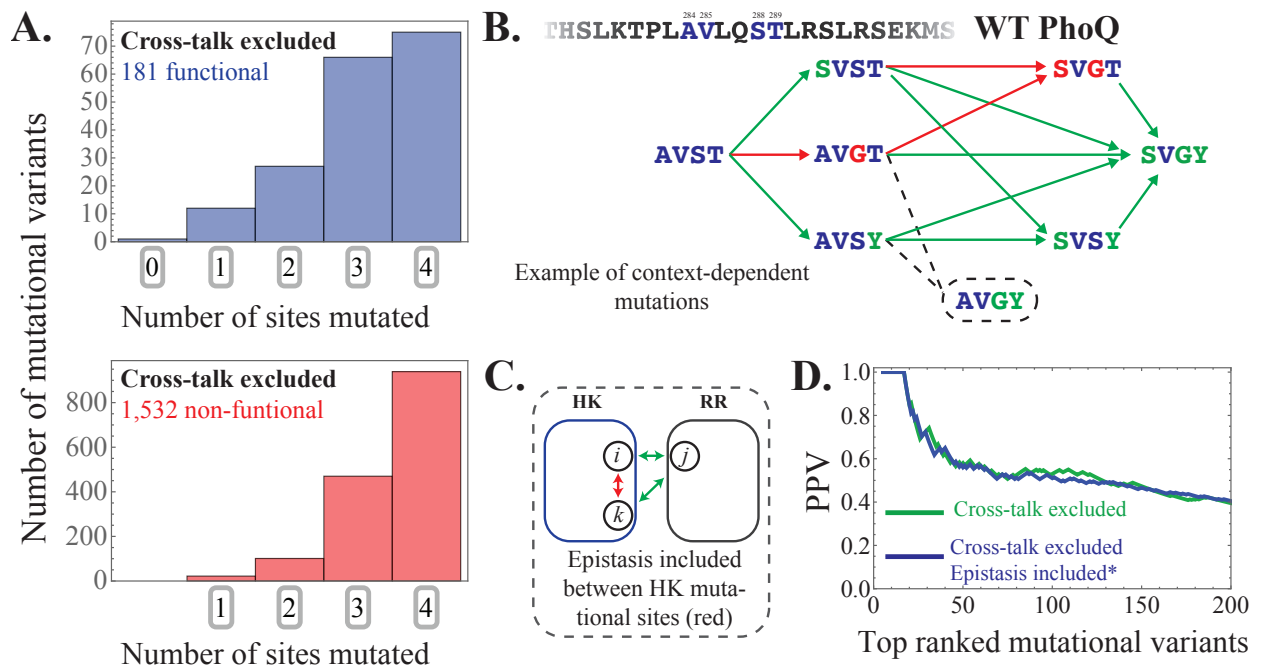 A.
Number of mutational variants
Cross-talk excluded
181 functional
70
60
50
40
30
20
10
0
0 1 2 3 4
Number of sites mutated
Cross-talk excluded
1,532 non-funtional
800
600
400
200
0
1 2 3 4
Number of sites mutated
B.
284 285 288 289
THSLKTPLAVLQSTLRSLRSEKMS WT PhoQ
SVST SVGT
AVST AVGT SVGY
AVSY SVSY
Example of context-dependent
mutations
AVGY
C.
HK RR
i j
k
Epistasis included
between HK muta-
tional sites (red)
D.
PPV
1.0
0.8
0.6
0.4
0.2
0.0
Cross-talk excluded
Cross-talk excluded
Epistasis included*
0 50 100 150 200
Top ranked mutational variants